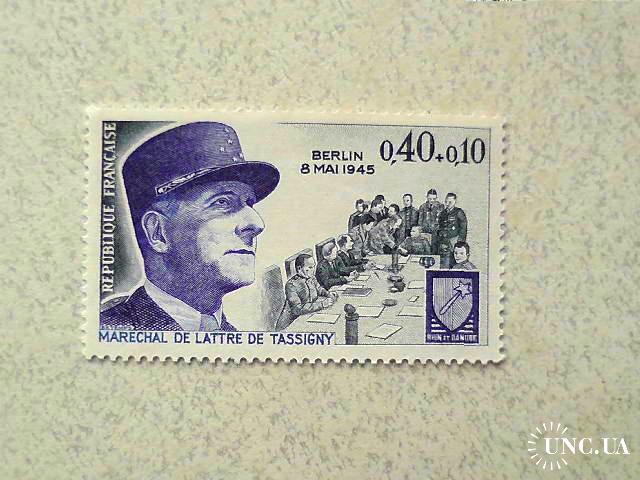 RÉPUBLIQUE FRANÇAISE
BERLIN
8 MAI 1945
0,40+0,10
MARECHAL DE LATTRE DE TASSIGNY
RHIN ET DANUBE
UNC.UA